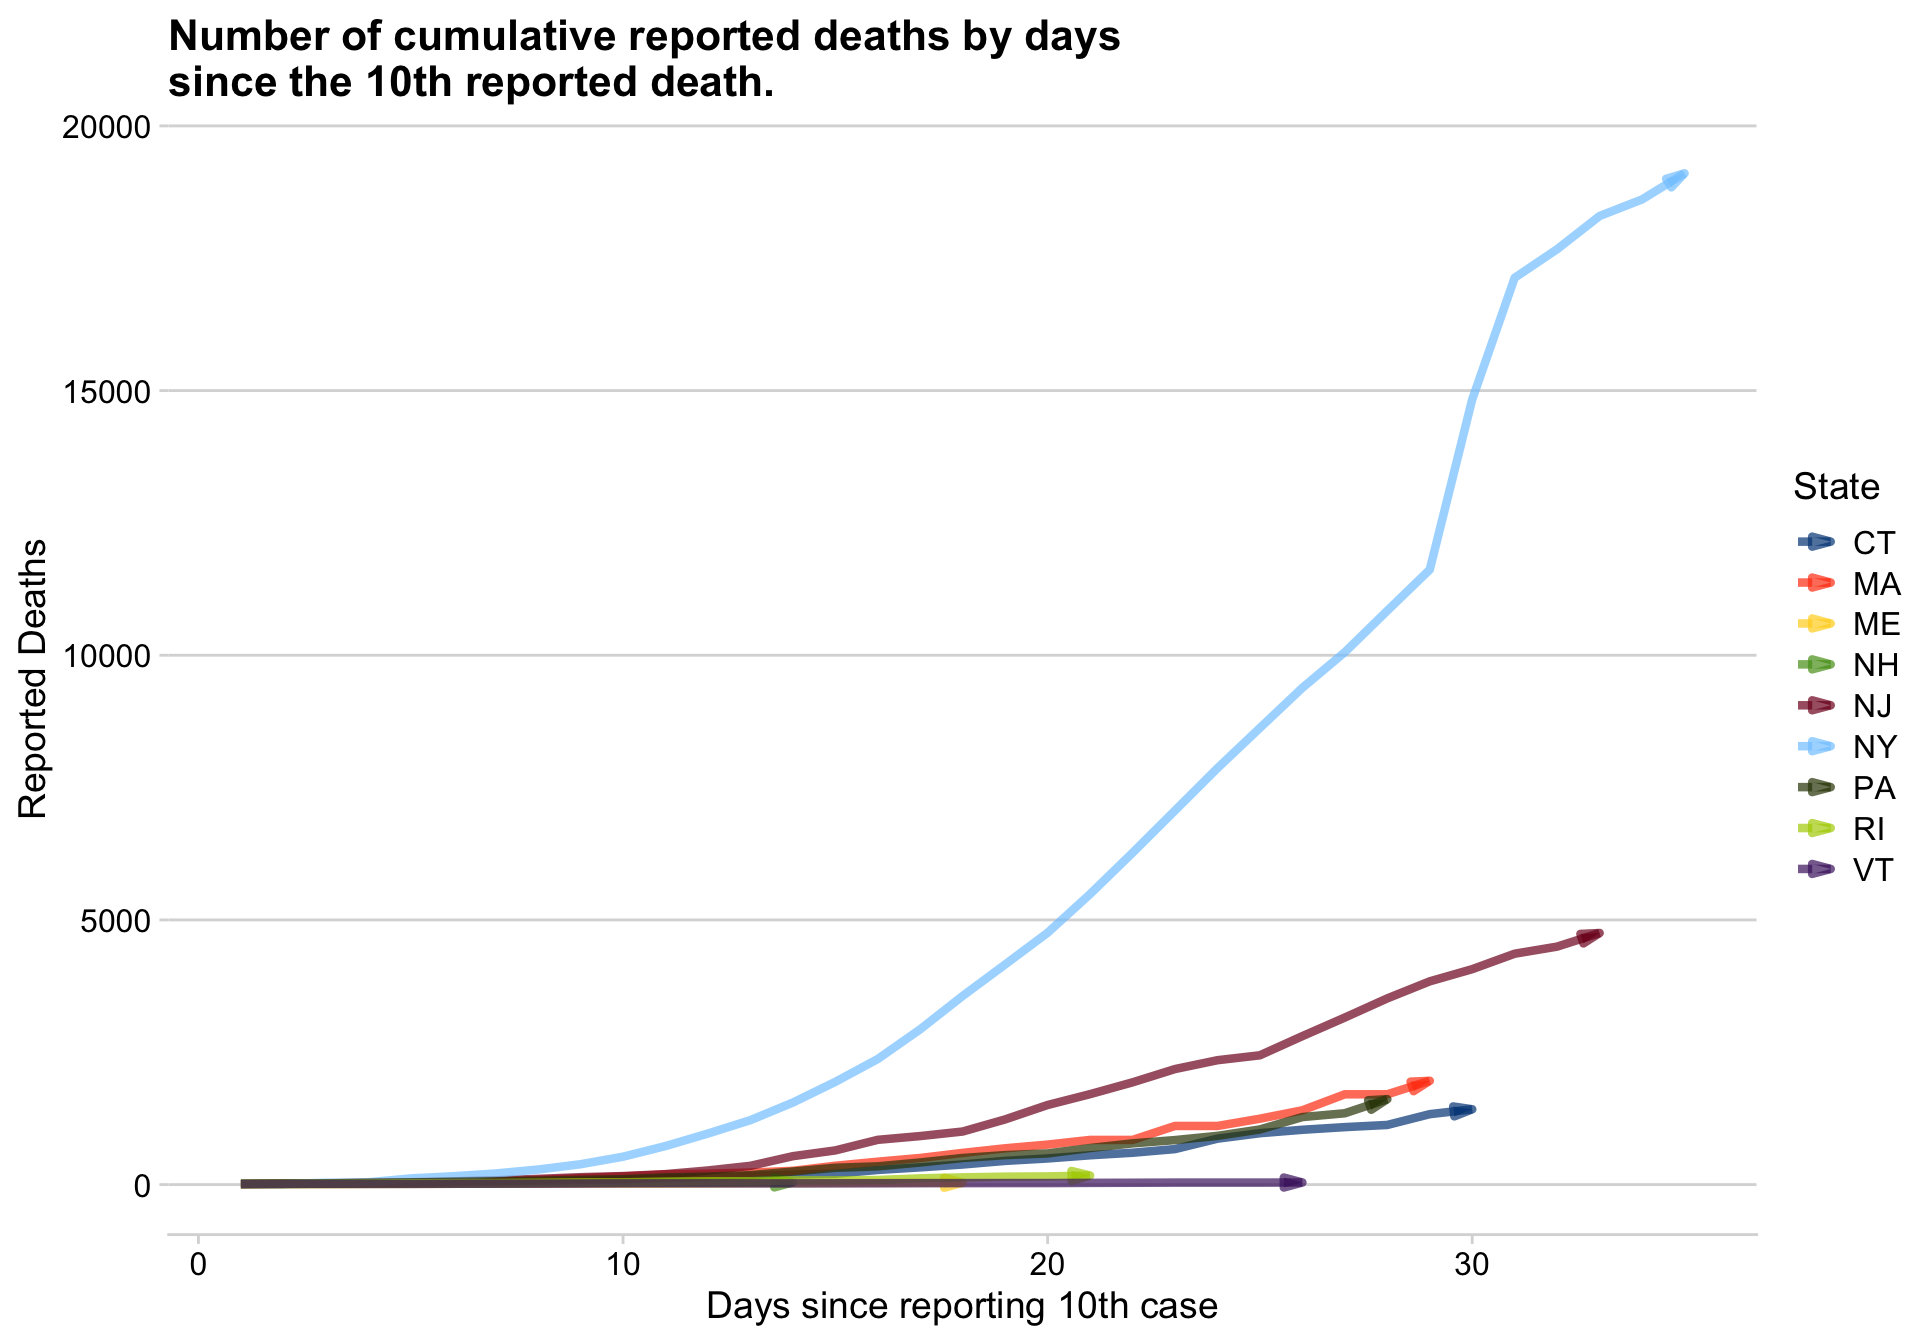 Number of cumulative reported deaths by days
since the 10th reported death.
20000
15000
10000
5000
0
Reported Deaths
0 10 20 30
Days since reporting 10th case
State
CT
MA
ME
NH
NJ
NY
PA
RI
VT